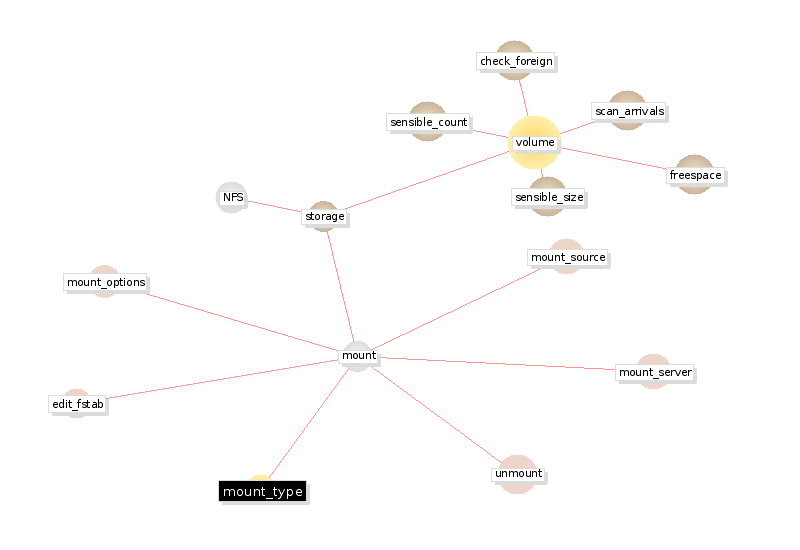 check_foreign
scan_arrivals
sensible_count
volume
freespace
NFS
sensible_size
storage
mount_source
mount_options
mount
mount_server
edit_fstab
unmount
mount_type